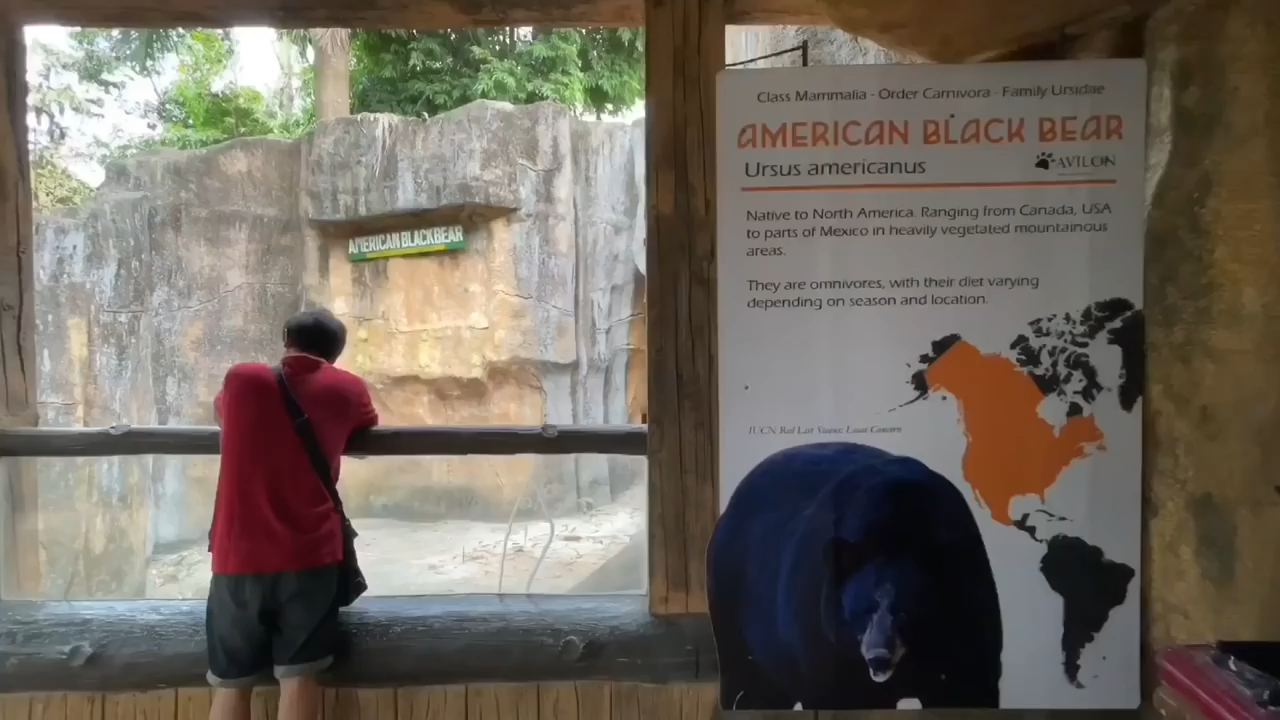 AMERICAN BLACK BEAR
Class Mammalia - Order Carnivora - Family Ursidae
AMERICAN BLACK BEAR
Ursus americanus
AVILON
Native to North America. Ranging from Canada, USA
to parts of Mexico in heavily vegetated mountainous
areas.
They are omnivores, with their diet varying
depending on season and location.
IUCN Red List Status: Least Concern